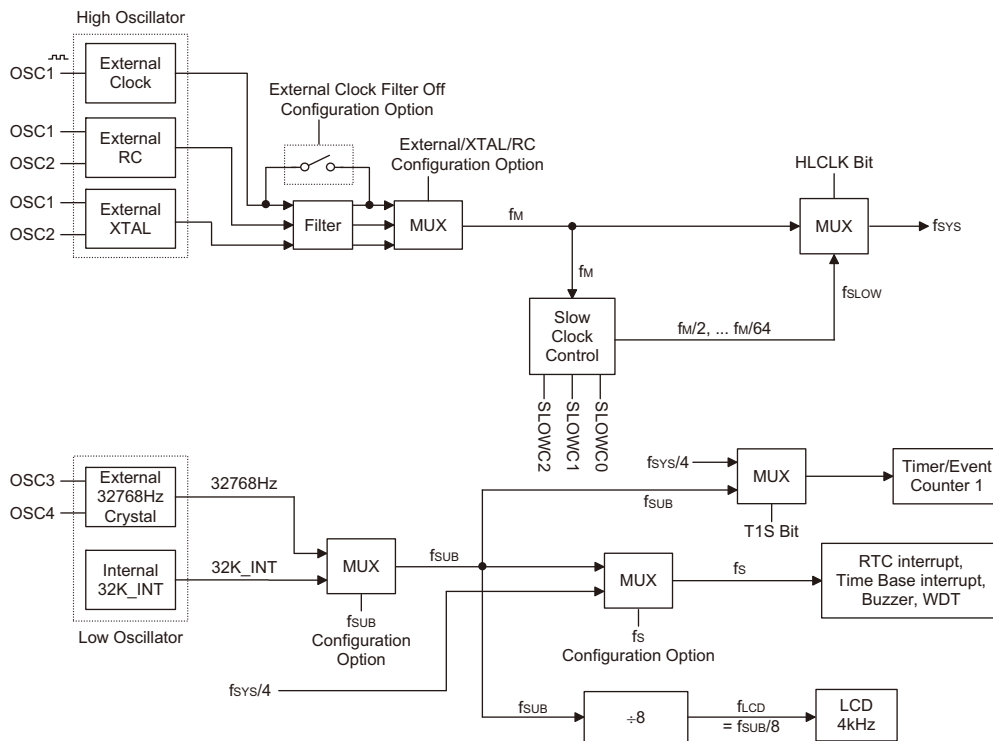 High Oscillator
OSC1
External
Clock
OSC1
OSC2
External
RC
OSC1
OSC2
External
XTAL
External Clock Filter Off
Configuration Option
Filter
External/XTAL/RC
Configuration Option
MUX
fM
fM
HLCLK Bit
MUX
fSYS
fSLOW
Slow
Clock
Control
fM/2, ... fM/64
SLOWC2
SLOWC1
SLOWC0
OSC3
OSC4
External
32768Hz
Crystal
32768Hz
Internal
32K_INT
32K_INT
Low Oscillator
MUX
fSUB
Configuration
Option
fSUB
fSYS/4
fSUB
MUX
T1S Bit
Timer/Event
Counter 1
MUX
fS
Configuration Option
fS
RTC interrupt,
Time Base interrupt,
Buzzer, WDT
fSYS/4
fSUB
÷8
fLCD
= fSUB/8
LCD
4kHz